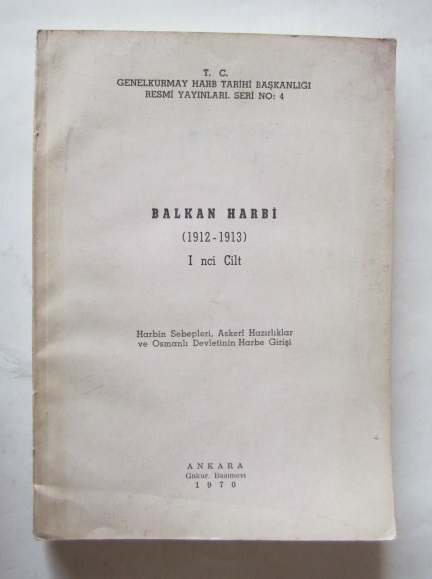 T. C.
GENELKURMAY HARB TARİHİ BAŞKANLIĞI
RESMİ YAYINLARI. SERİ NO: 4
BALKAN HARBİ
(1912-1913)
I nci Cilt
Harbin Sebepleri, Askerî Hazırlıklar
ve Osmanlı Devletinin Harbe Girişi
ANKARA
Gnkur. Basımevi
1970